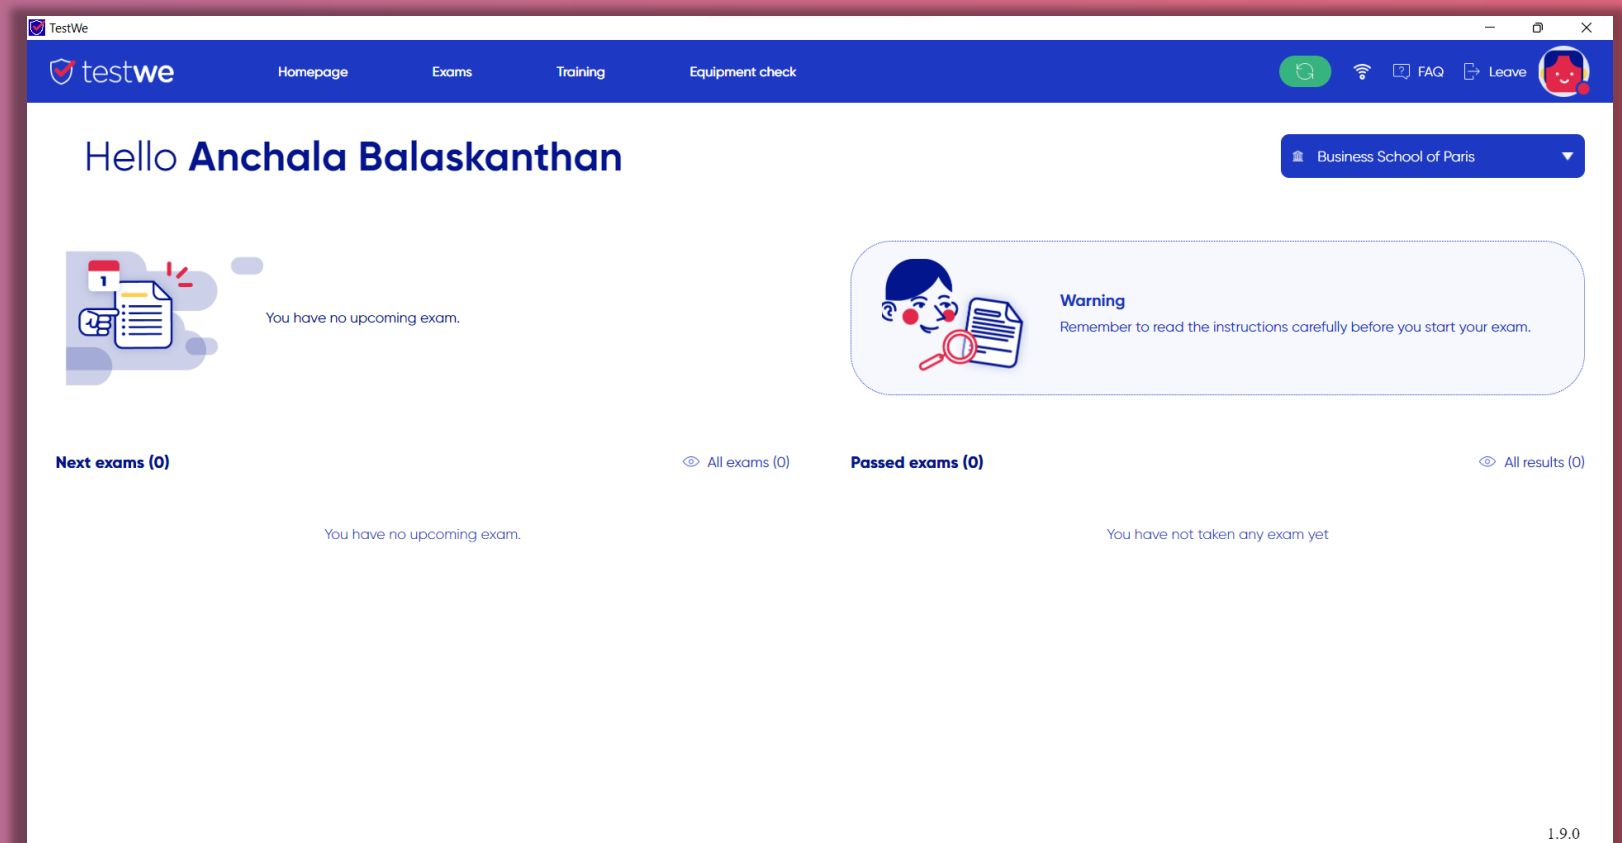 TestWe
testwe
Homepage
Exams
Training
Equipment check
FAQ
Leave
Hello Anchala Balaskanthan
Business School of Paris
1
You have no upcoming exam.
Warning
Remember to read the instructions carefully before you start your exam.
Next exams (0)
All exams (0)
Passed exams (0)
All results (0)
You have no upcoming exam.
You have not taken any exam yet
1.9.0